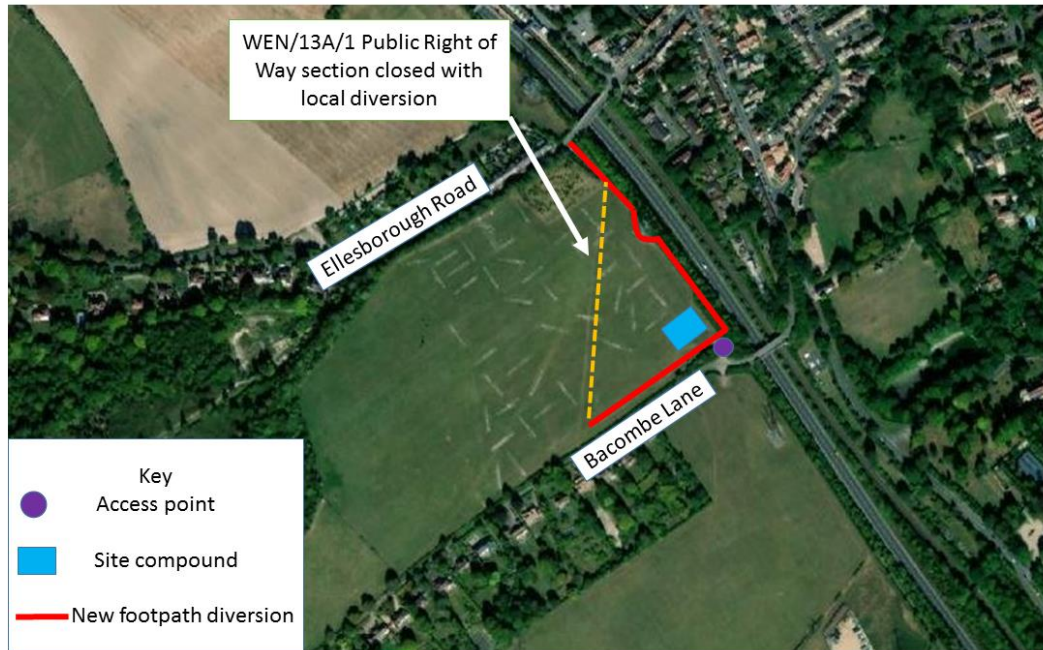 WEN/13A/1 Public Right of
Way section closed with
local diversion
Ellesborough Road
Bacombe Lane
Key
Access point
Site compound
New footpath diversion